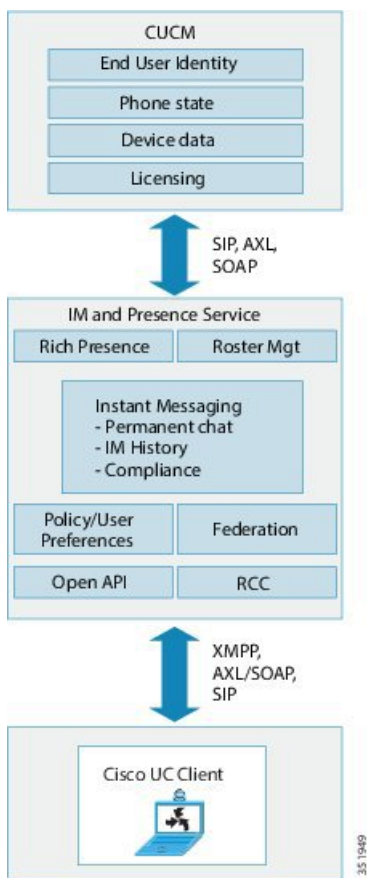 CUCM
End User Identity
Phone state
Device data
Licensing
SIP, AXL,
SOAP
IM and Presence Service
Rich Presence
Roster Mgt
Instant Messaging
- Permanent chat
- IM History
- Compliance
Policy/User
Preferences
Federation
Open API
RCC
XMPP,
AXL/SOAP,
SIP
Cisco UC Client
351949